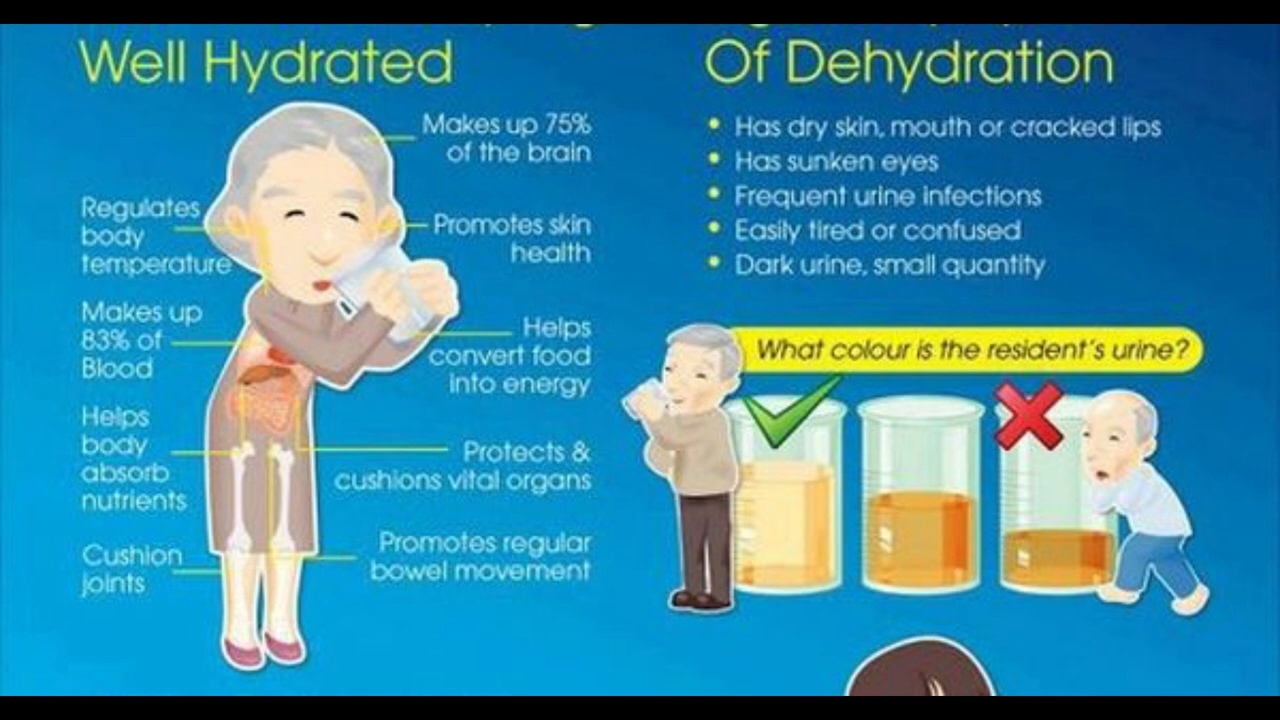 Well Hydrated
Makes up 75%
of the brain
Regulates
body
temperature
Promotes skin
health
Makes up
83% of
Blood
Helps
convert food
into energy
Helps
body
absorb
nutrients
Protects &
cushions vital organs
Cushion
joints
Promotes regular
bowel movement
Of Dehydration
• Has dry skin, mouth or cracked lips
• Has sunken eyes
• Frequent urine infections
• Easily tired or confused
• Dark urine, small quantity
What colour is the resident's urine?